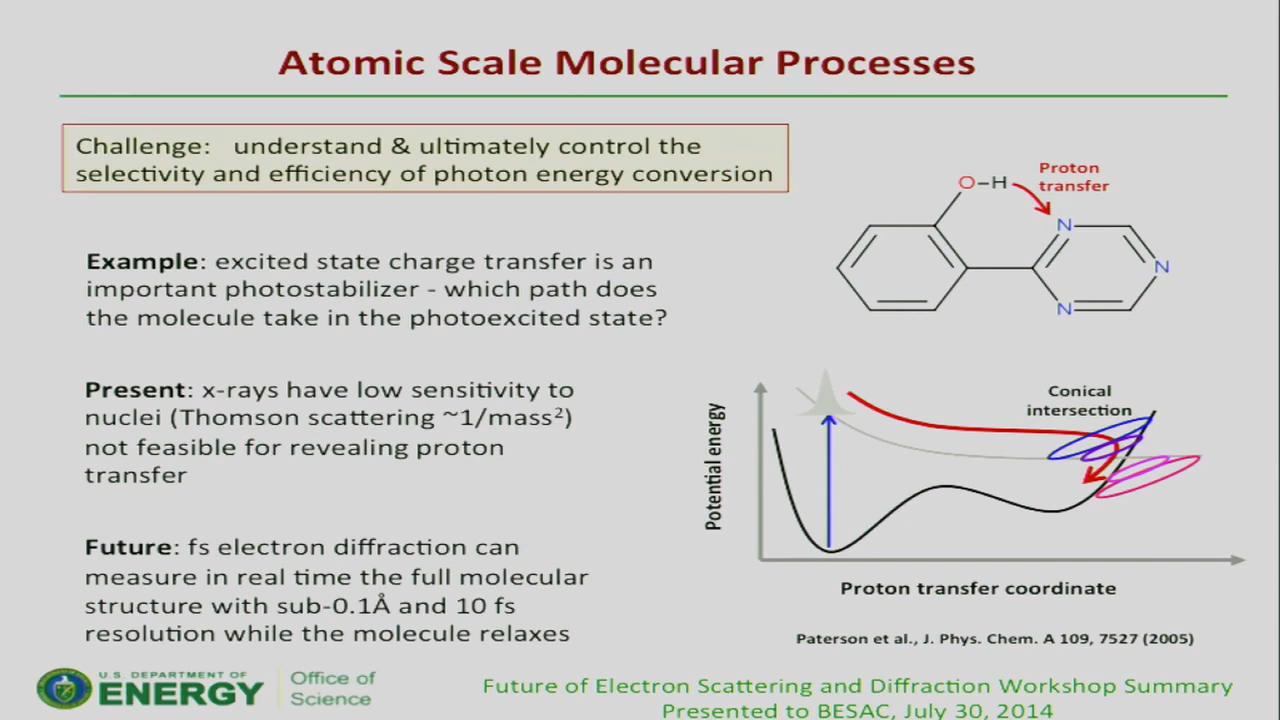 Atomic Scale Molecular Processes
Challenge: understand & ultimately control the
selectivity and efficiency of photon energy conversion
Example: excited state charge transfer is an
important photostabilizer - which path does
the molecule take in the photoexcited state?
Present: x-rays have low sensitivity to
nuclei (Thomson scattering ~1/mass²)
not feasible for revealing proton
transfer
Future: fs electron diffraction can
measure in real time the full molecular
structure with sub-0.1Å and 10 fs
resolution while the molecule relaxes
O–H
Proton
transfer
N
N
N
Conical
intersection
Potential energy
Proton transfer coordinate
Paterson et al., J. Phys. Chem. A 109, 7527 (2005)
U.S. DEPARTMENT OF
ENERGY
Office of
Science
Future of Electron Scattering and Diffraction Workshop Summary
Presented to BESAC, July 30, 2014